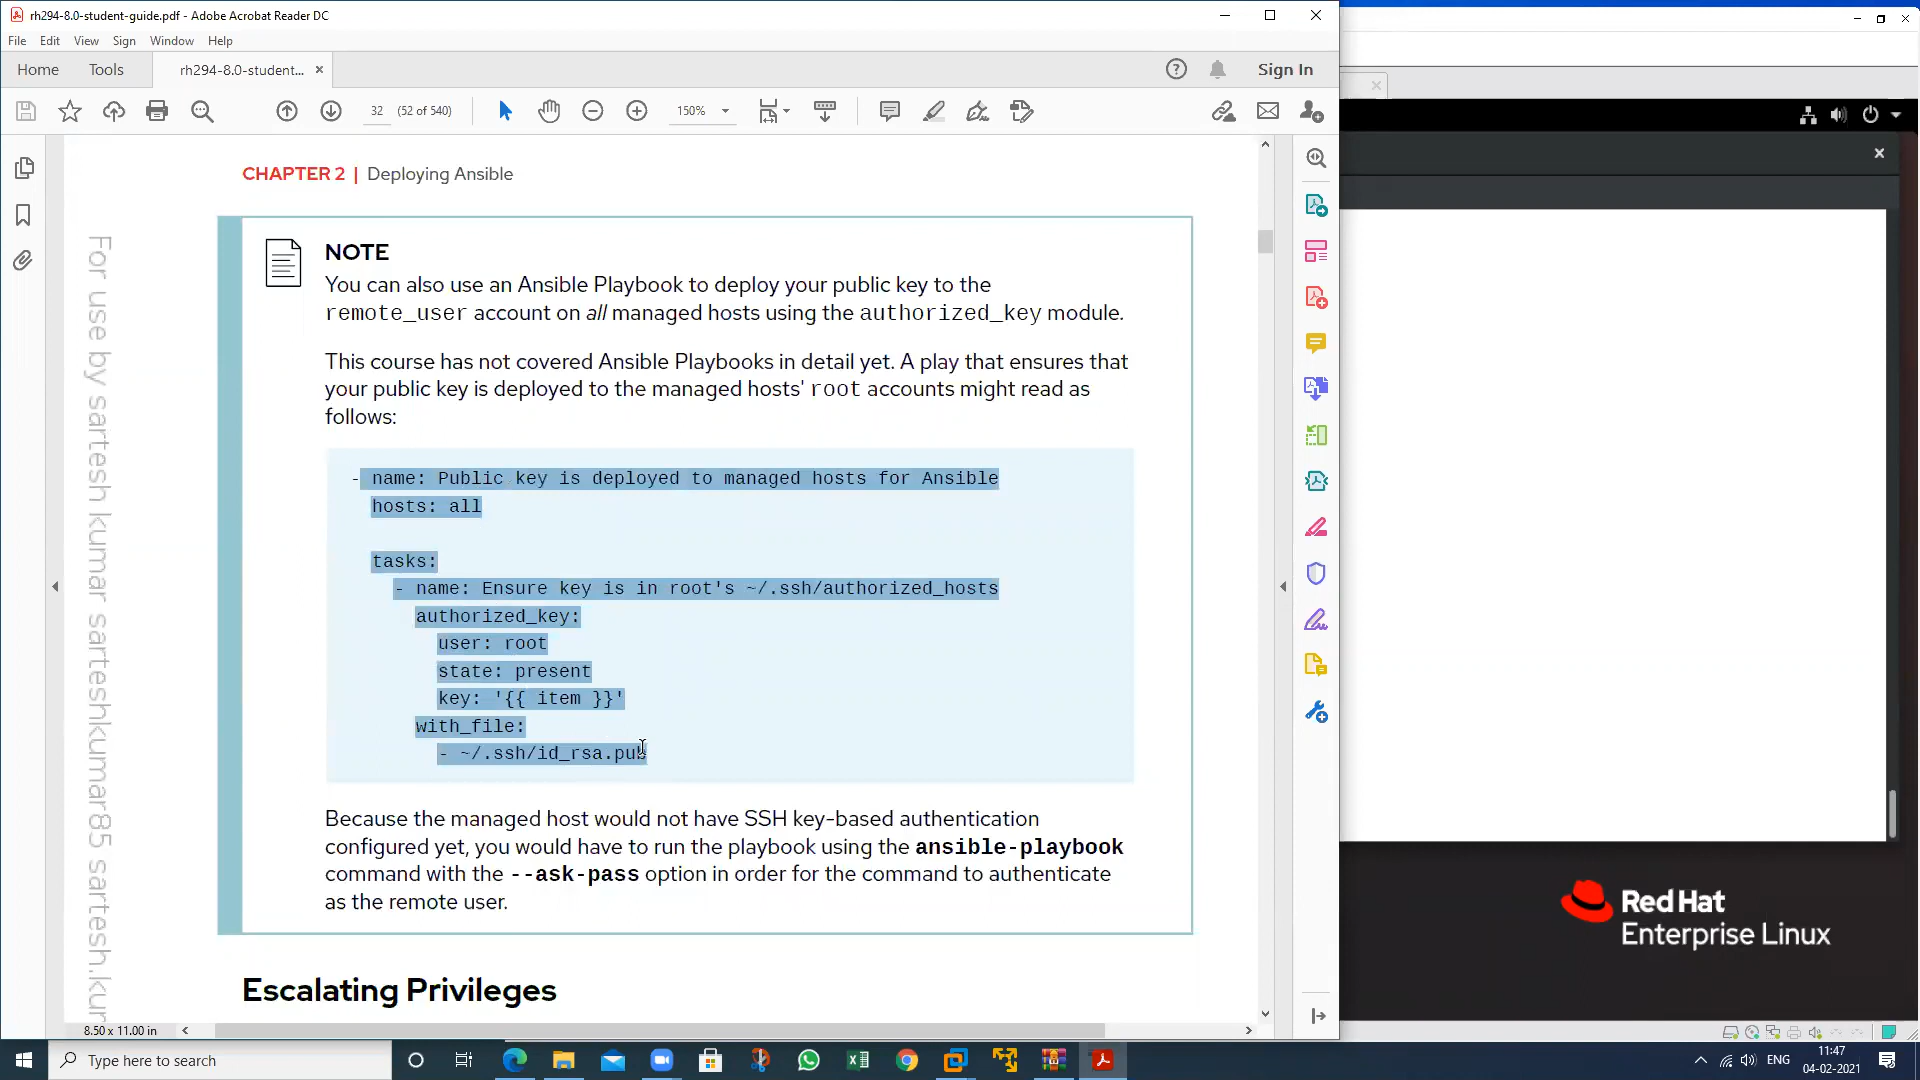 rh294-8.0-student-guide.pdf - Adobe Acrobat Reader DC
File Edit View Sign Window Help
Home Tools rh294-8.0-student... Sign In
32 (52 of 540) 150%
CHAPTER 2 | Deploying Ansible
NOTE
You can also use an Ansible Playbook to deploy your public key to the
remote_user account on all managed hosts using the authorized_key module.
This course has not covered Ansible Playbooks in detail yet. A play that ensures that
your public key is deployed to the managed hosts' root accounts might read as
follows:
- name: Public key is deployed to managed hosts for Ansible
hosts: all
tasks:
- name: Ensure key is in root's ~/.ssh/authorized_hosts
authorized_key:
user: root
state: present
key: '{{ item }}'
with_file:
- ~/.ssh/id_rsa.pub
Because the managed host would not have SSH key-based authentication
configured yet, you would have to run the playbook using the ansible-playbook
command with the --ask-pass option in order for the command to authenticate
as the remote user.
Escalating Privileges
For use by sartesh kumar sarteshkumar85 sartesh.kur
8.50 x 11.00 in
Red Hat
Enterprise Linux
Type here to search
ENG
11:47
04-02-2021